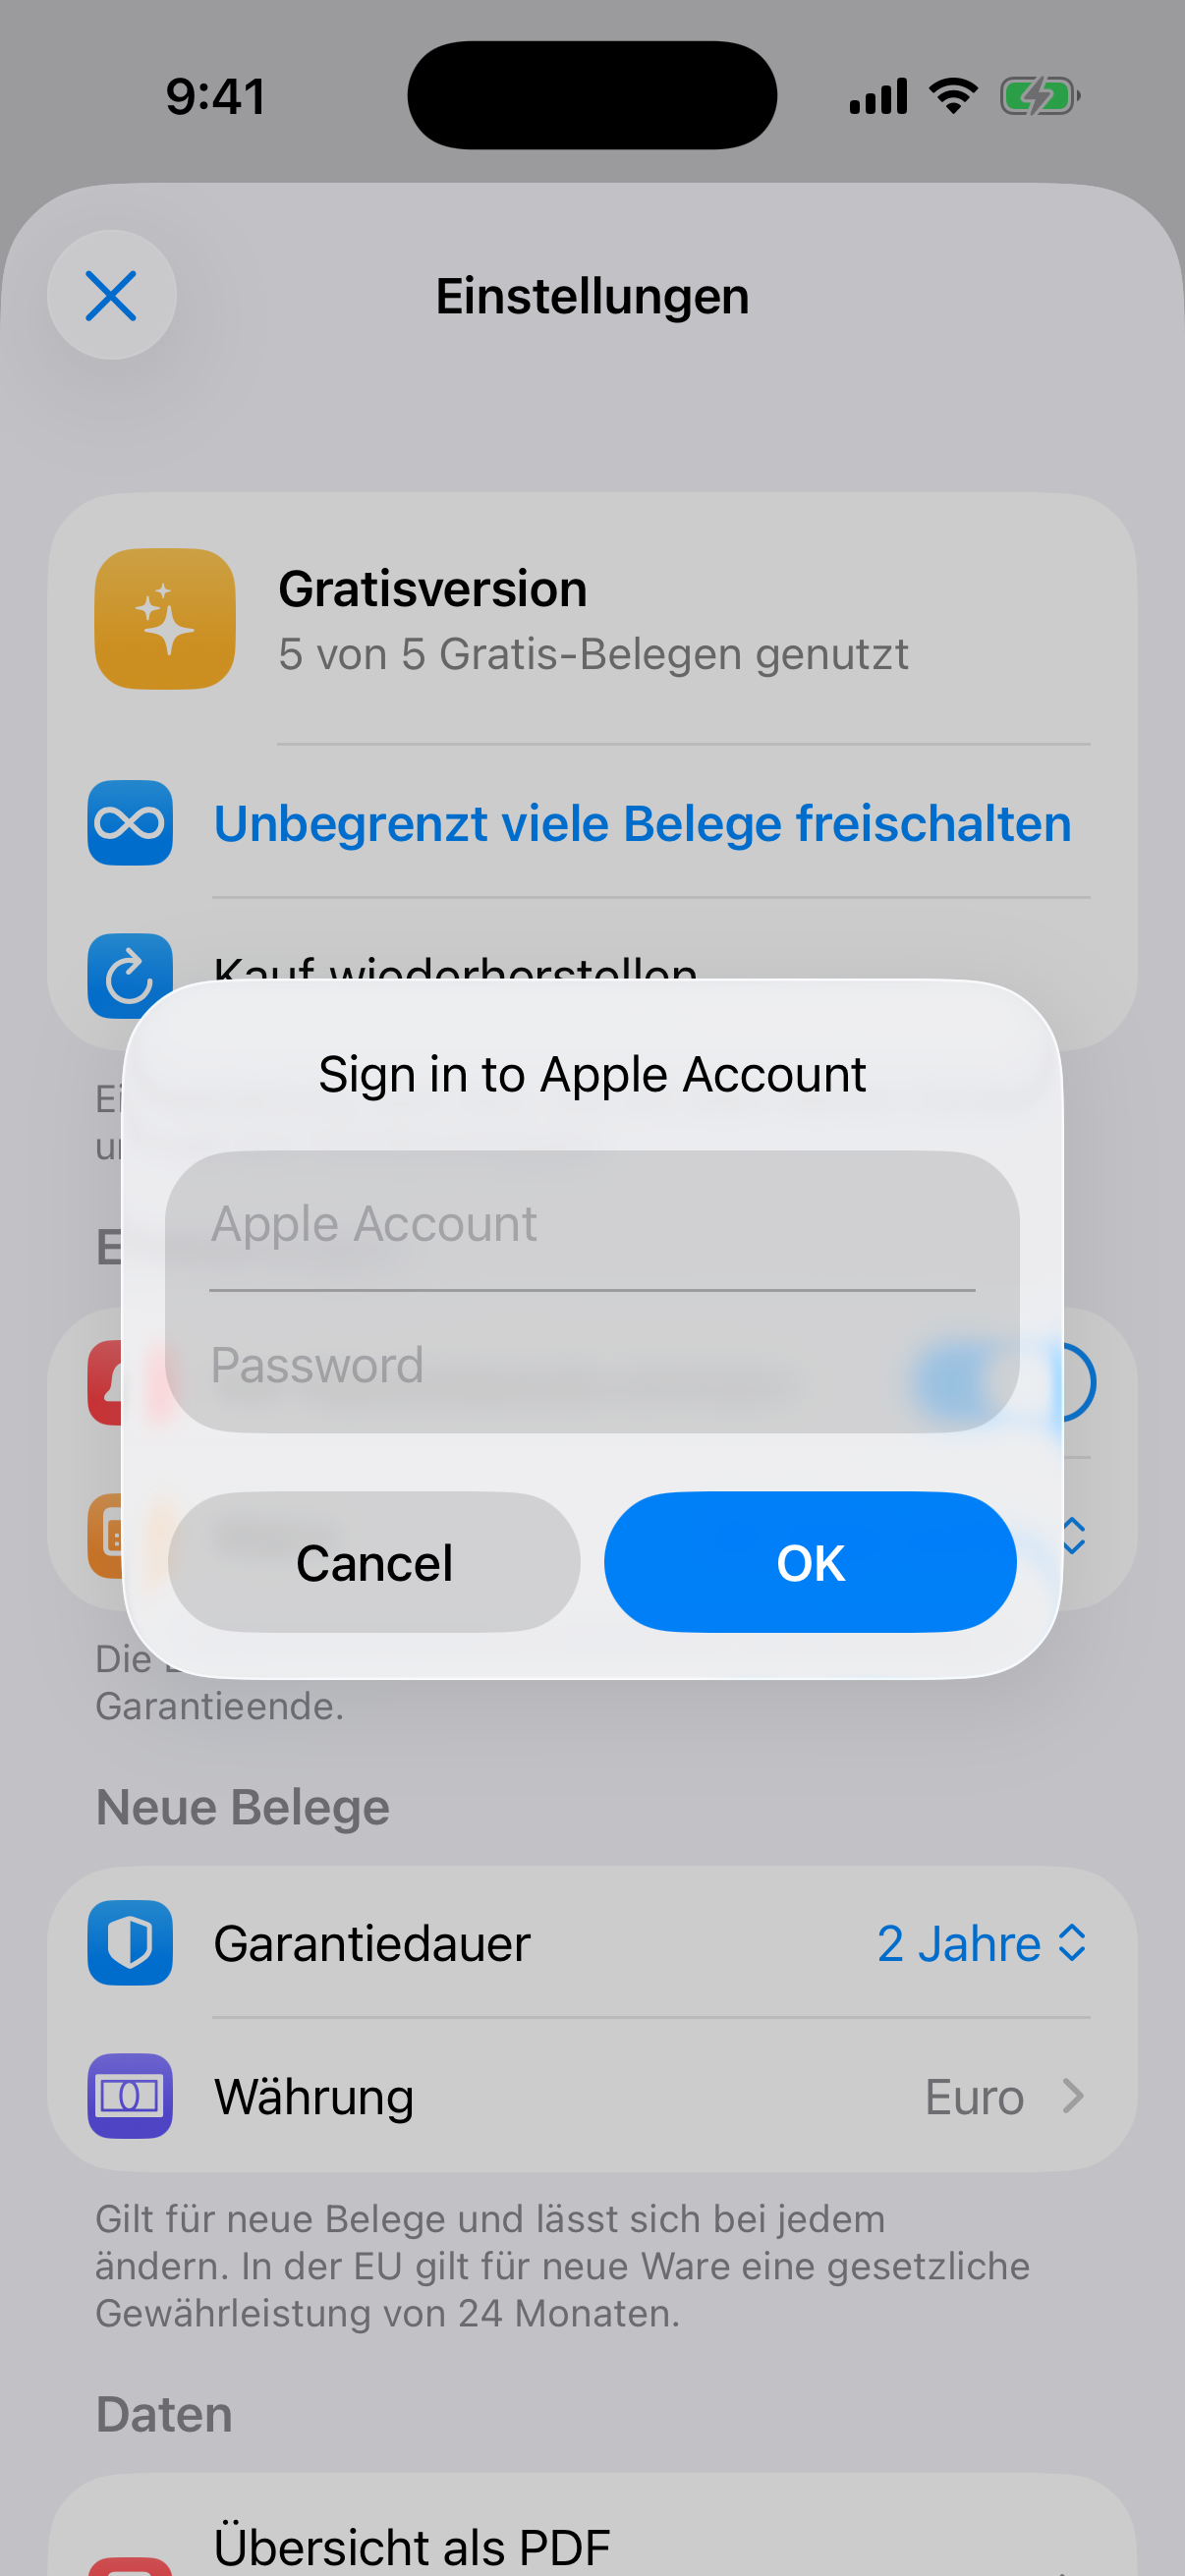 9:41
Einstellungen
Gratisversion
5 von 5 Gratis-Belegen genutzt
Unbegrenzt viele Belege freischalten
Kauf wiederherstellen
Sign in to Apple Account
Apple Account
Password
Cancel
OK
Die
Garantieende.
Neue Belege
Garantiedauer
2 Jahre
Währung
Euro
Gilt für neue Belege und lässt sich bei jedem
ändern. In der EU gilt für neue Ware eine gesetzliche
Gewährleistung von 24 Monaten.
Daten
Übersicht als PDF